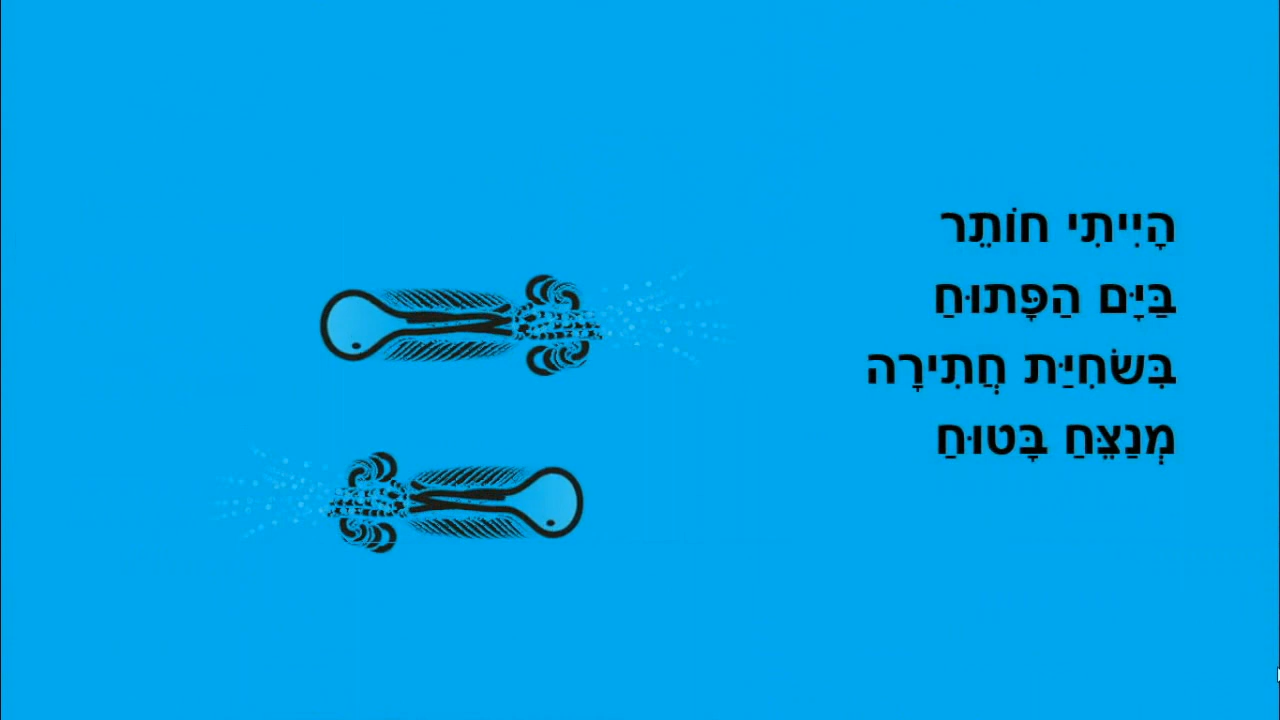 הָיִיתִי חוֹתֵר
בַּיָּם הַפָּתוּחַ
בִּשְׂחִיַּת חֲתִירָה
מְנַצֵּחַ בָּטוּחַ